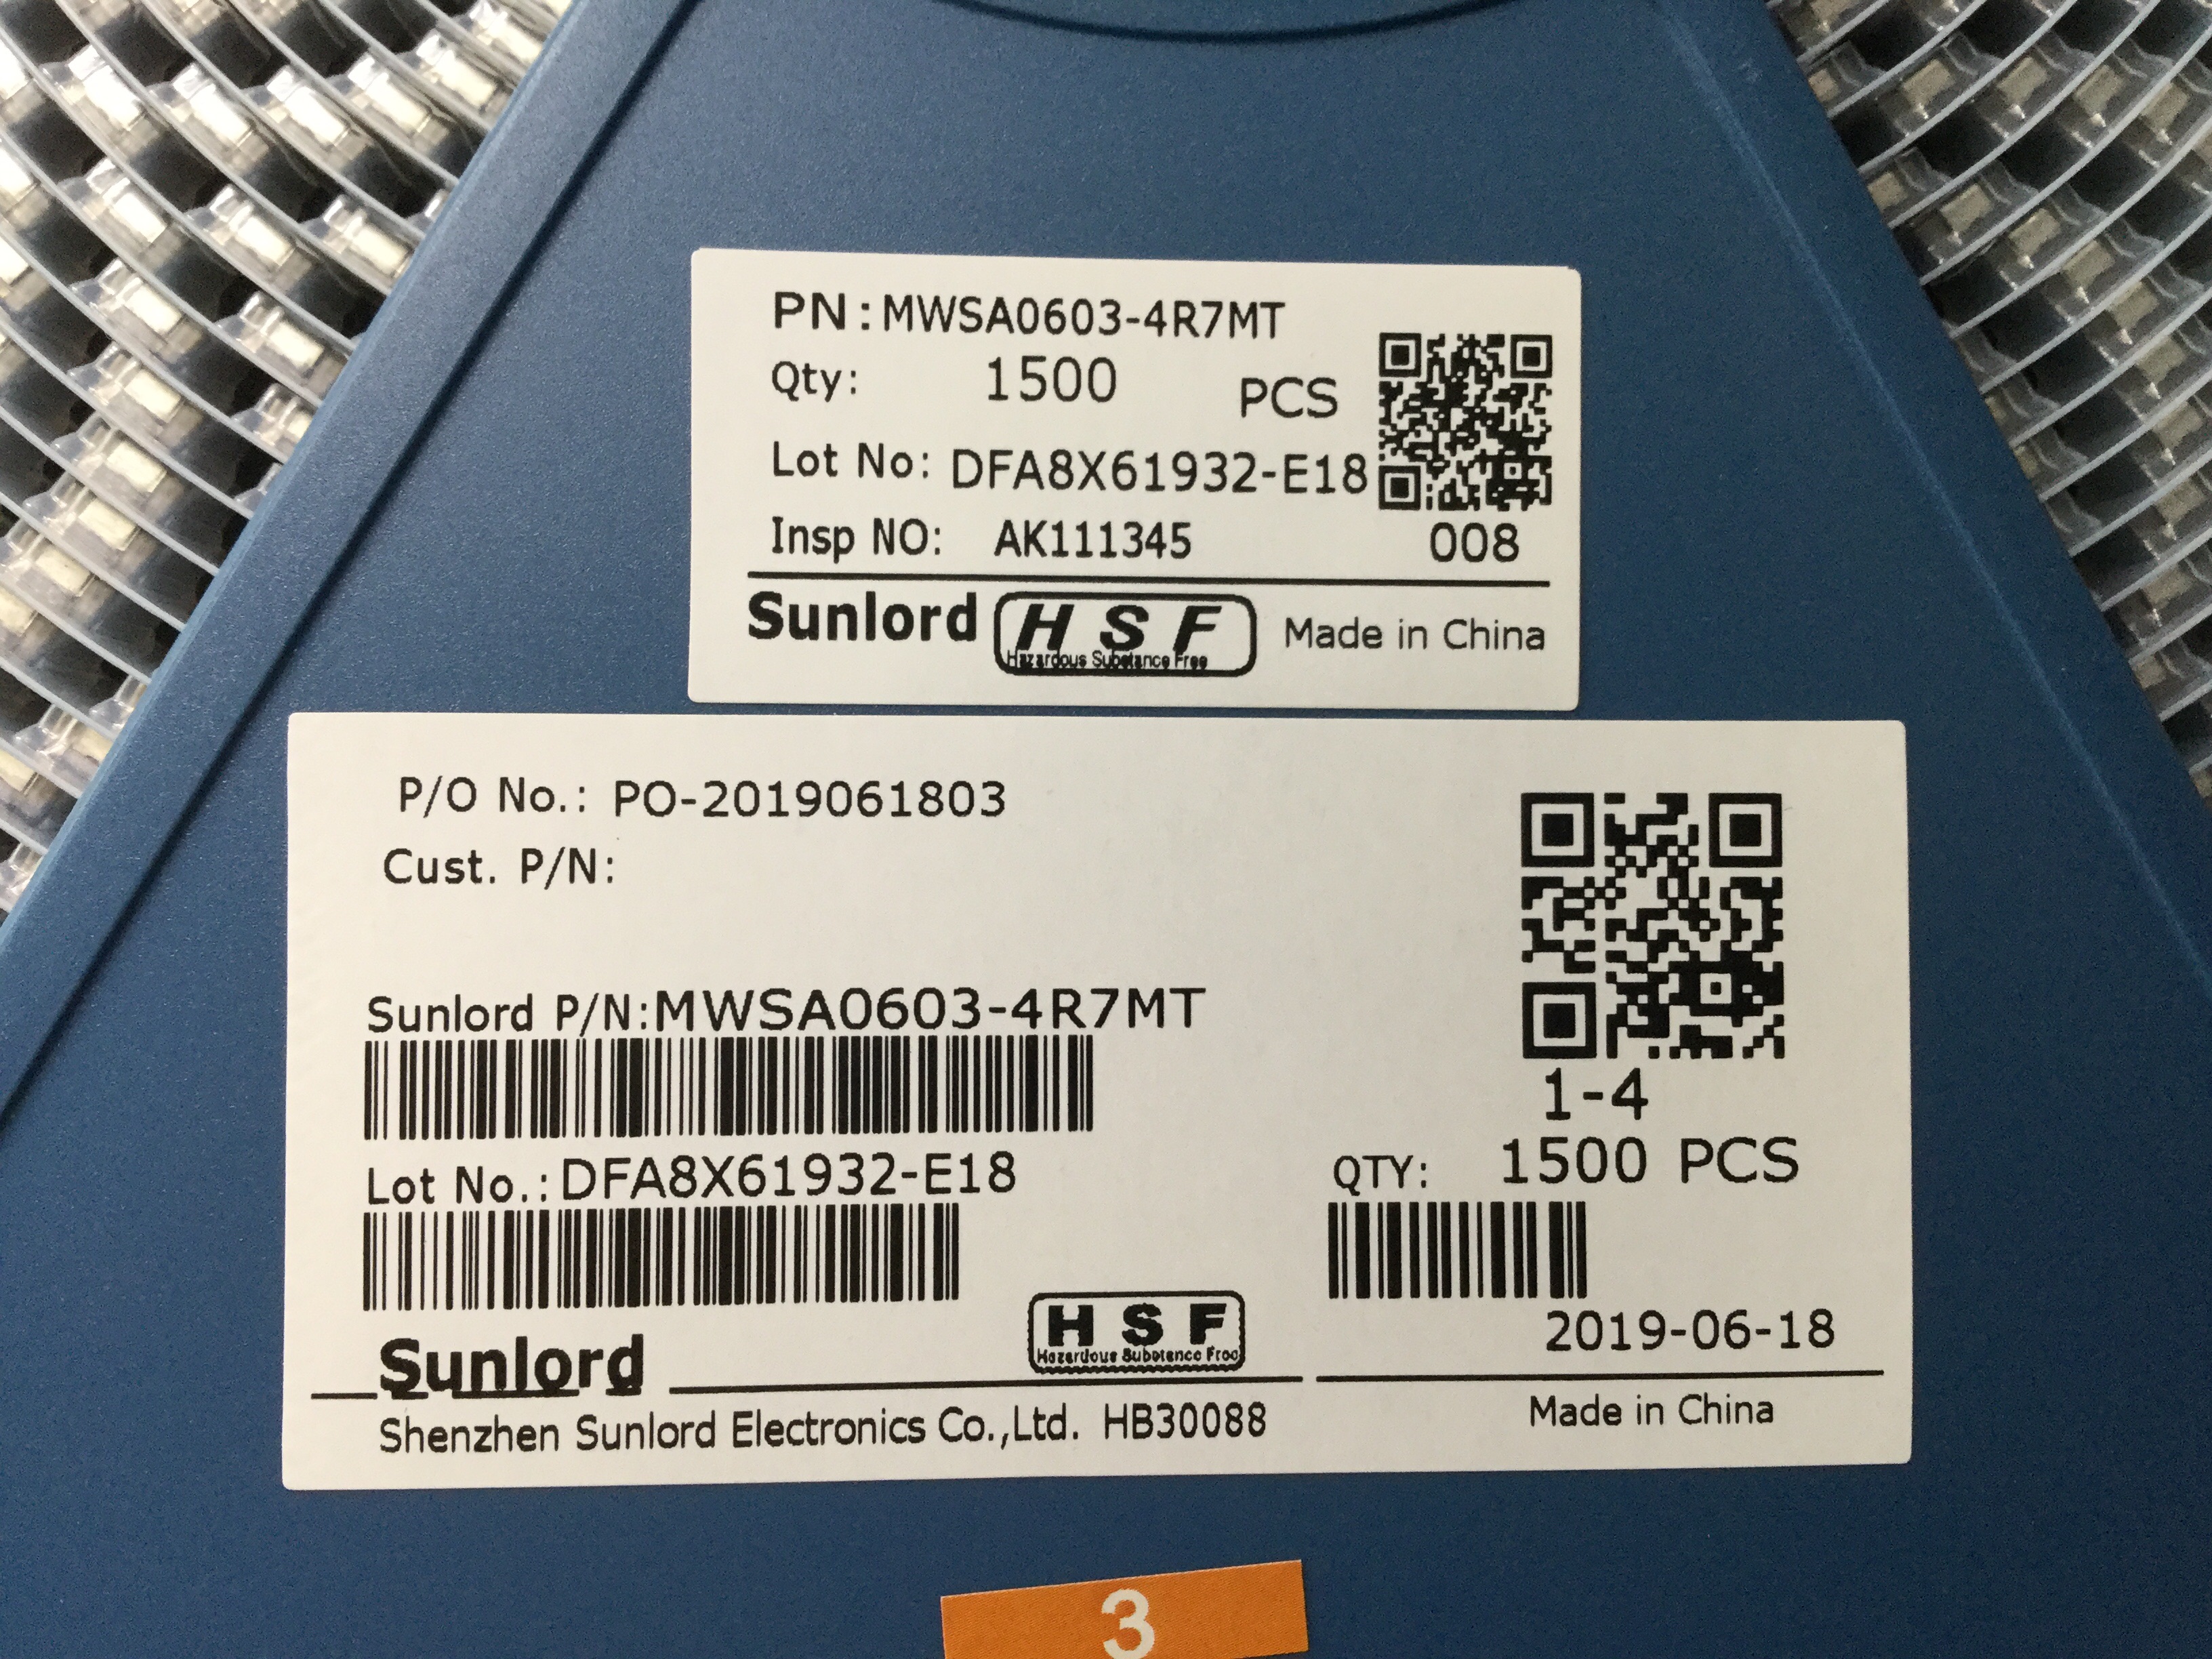 PN:MWSA0603-4R7MT
Qty: 1500 PCS
Lot No: DFA8X61932-E18
Insp NO: AK111345 008
Sunlord HSF Made in China
Hazardous Substance Free
P/O No.: PO-2019061803
Cust. P/N:
Sunlord P/N:MWSA0603-4R7MT
1-4
Lot No.:DFA8X61932-E18 QTY: 1500 PCS
HSF
Hazardous Substance Free
2019-06-18
Sunlord
Shenzhen Sunlord Electronics Co.,Ltd. HB30088 Made in China
3